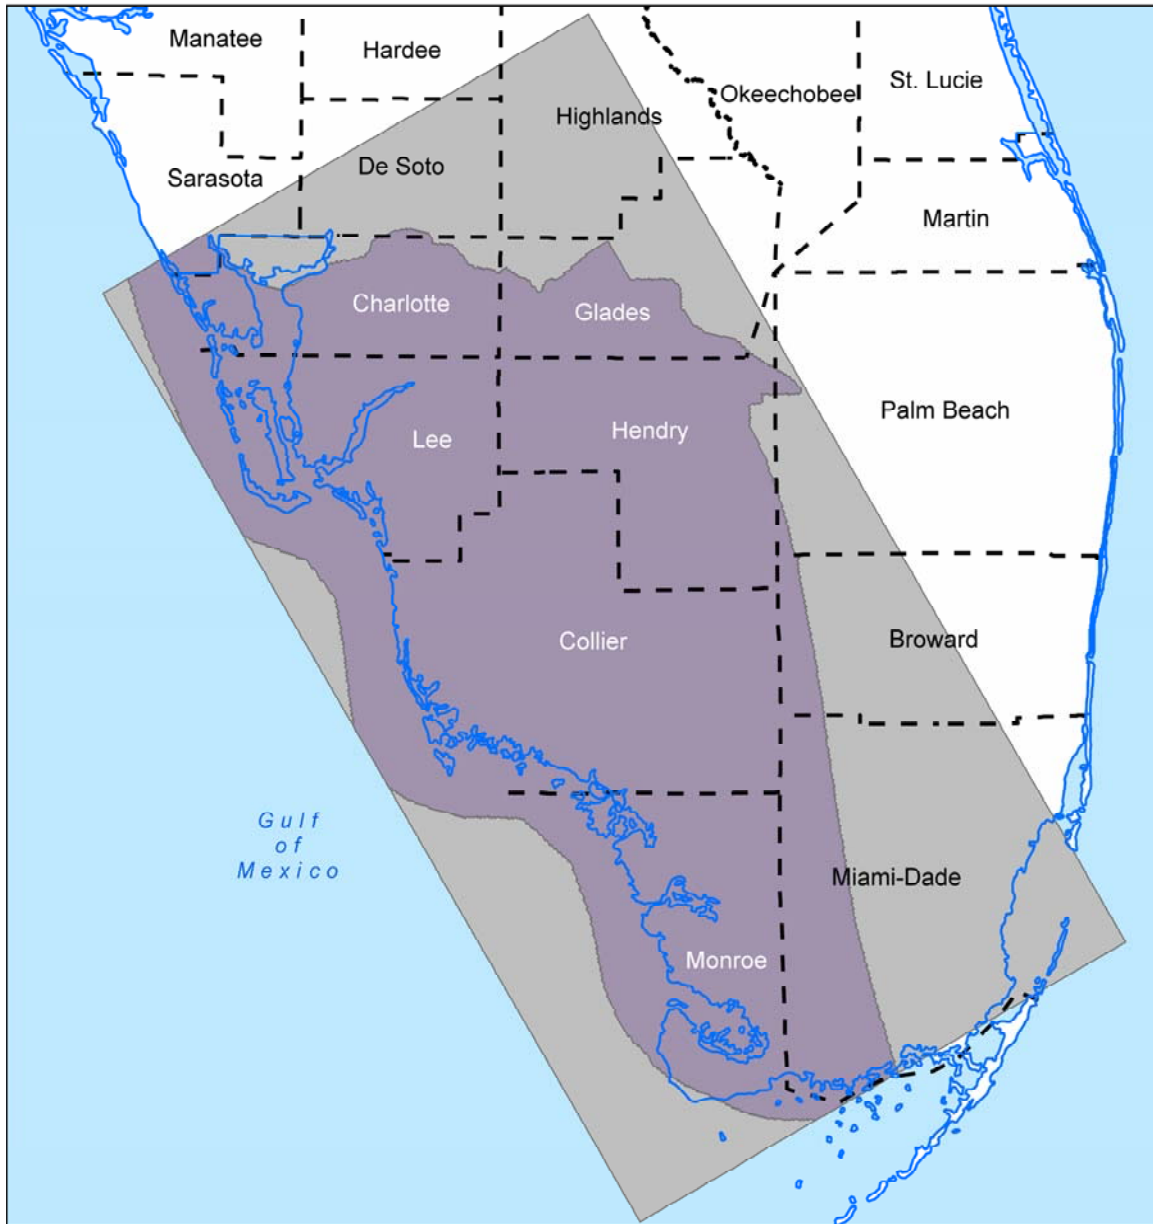 Manatee
Hardee
Okeechobee
St. Lucie
Highlands
Sarasota
De Soto
Martin
Charlotte
Glades
Palm Beach
Lee
Hendry
Collier
Broward
Gulf
of
Mexico
Miami-Dade
Monroe